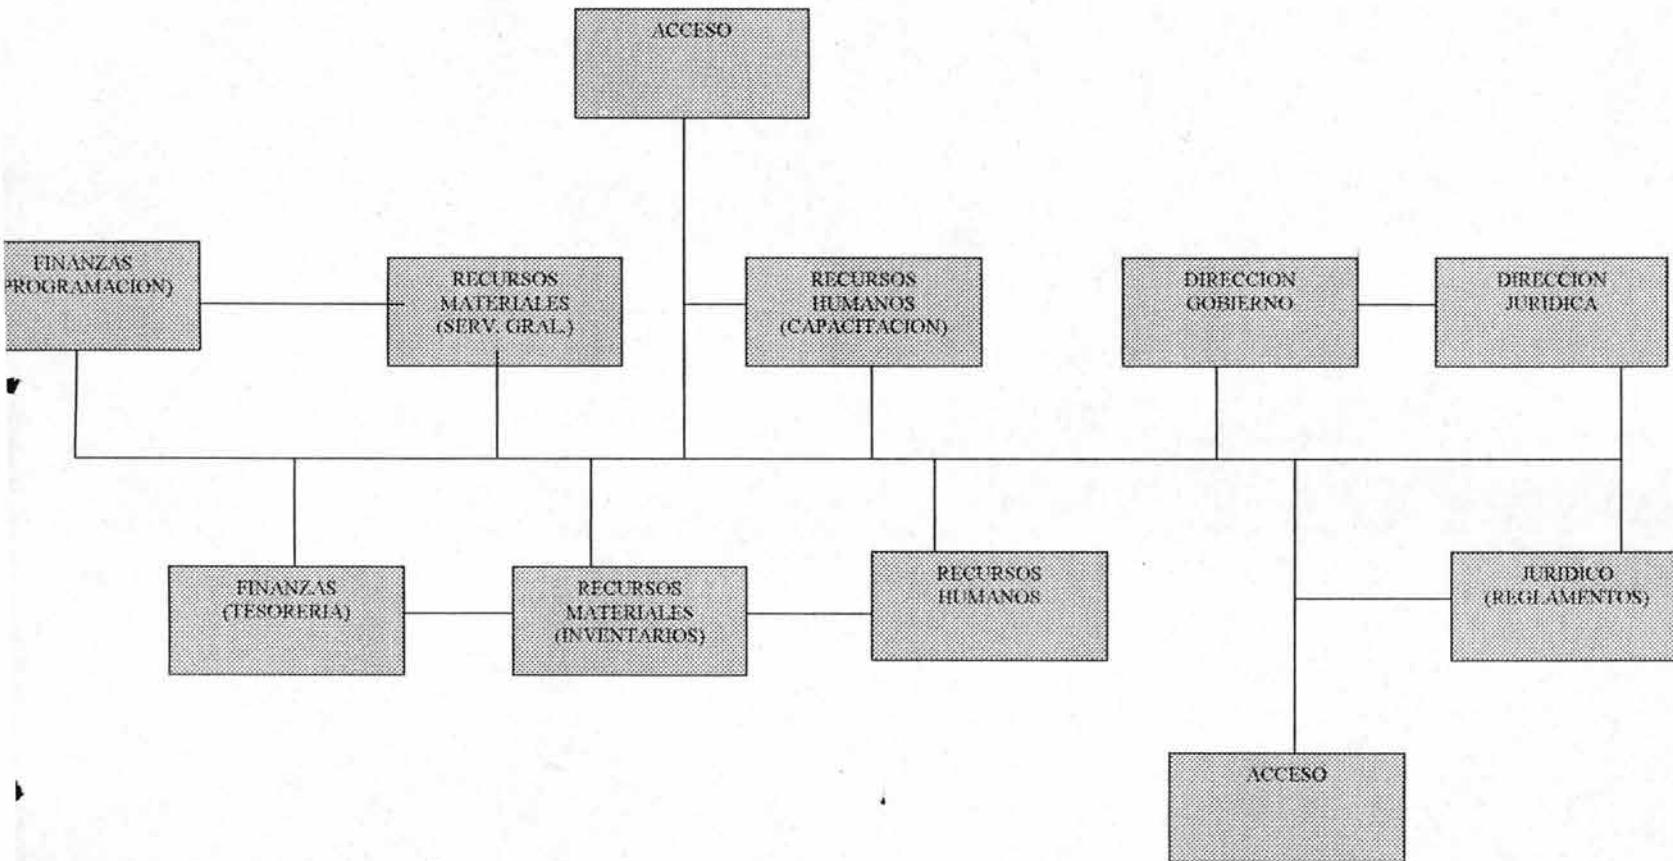 ACCESO
FINANZAS
PROGRAMACION)
RECURSOS
MATERIALES
(SERV. GRAL.)
RECURSOS
HUMANOS
(CAPACITACION)
DIRECCION
GOBIERNO
DIRECCION
JURIDICA
FINANZAS
(TESORERIA)
RECURSOS
MATERIALES
(INVENTARIOS)
RECURSOS
HUMANOS
JURIDICO
(REGLAMENTOS)
ACCESO